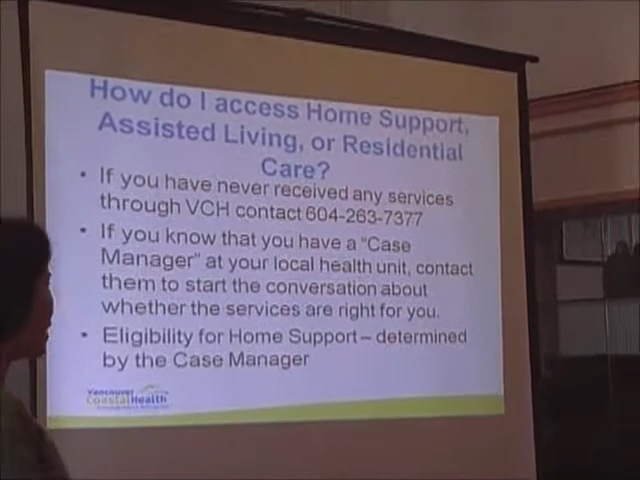 How do I access Home Support,
Assisted Living, or Residential
Care?
• If you have never received any services
through VCH contact 604-263-7377
• If you know that you have a “Case
Manager” at your local health unit, contact
them to start the conversation about
whether the services are right for you.
• Eligibility for Home Support – determined
by the Case Manager
Vancouver
CoastalHealth